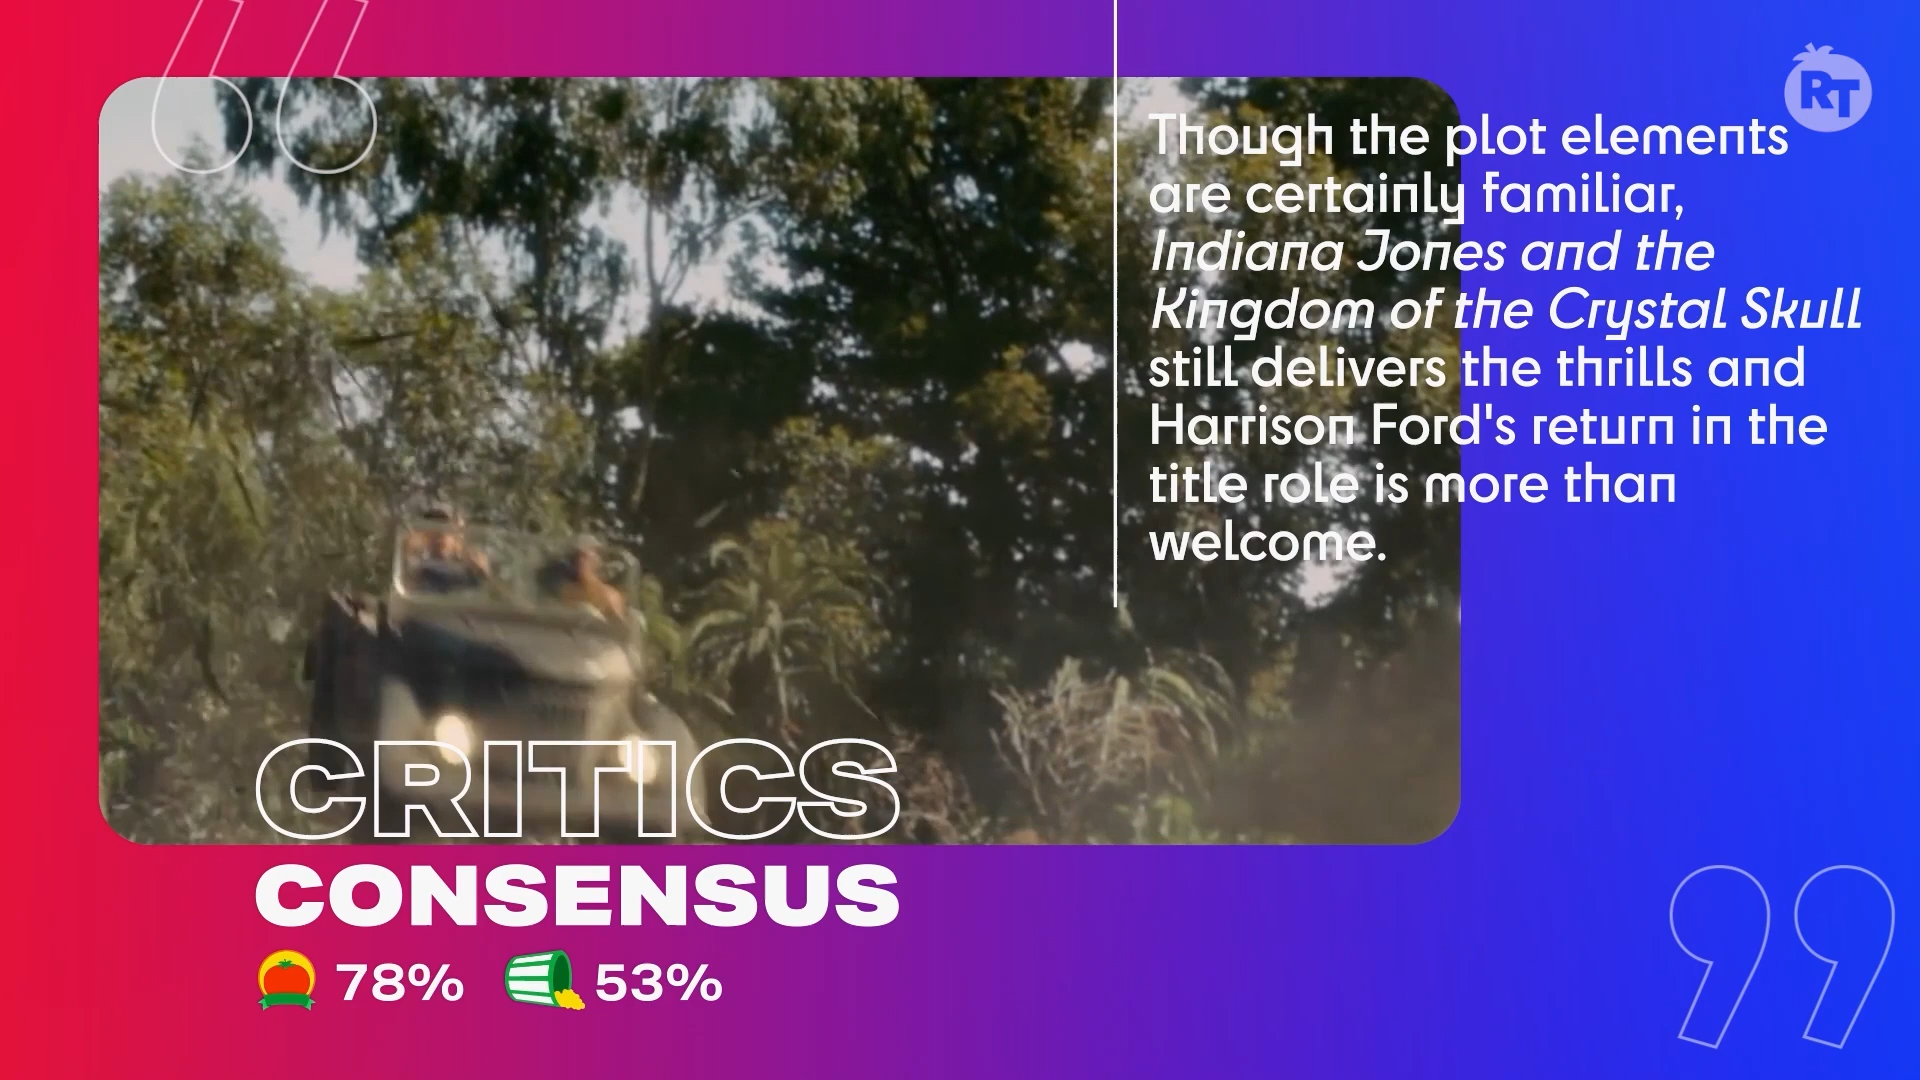 RT
Though the plot elements
are certainly familiar,
Indiana Jones and the
Kingdom of the Crystal Skull
still delivers the thrills and
Harrison Ford's return in the
title role is more than
welcome.
CRITICS
CONSENSUS
78% 53%